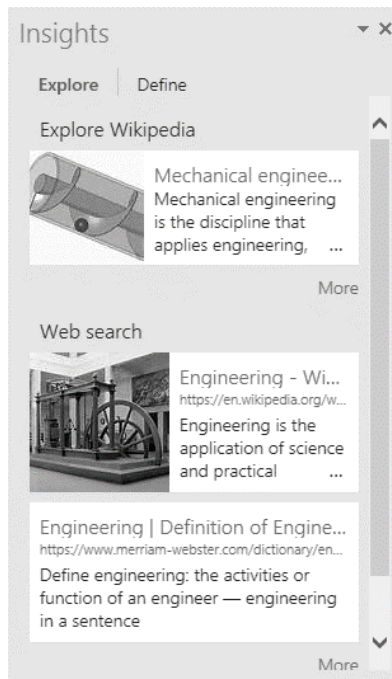 Insights
Explore Define
Explore Wikipedia
Mechanical enginee...
Mechanical engineering
is the discipline that
applies engineering, ...
More
Web search
Engineering - Wi...
https://en.wikipedia.org/w...
Engineering is the
application of science
and practical ...
Engineering | Definition of Engine...
https://www.merriam-webster.com/dictionary/en...
Define engineering: the activities or
function of an engineer — engineering
in a sentence
More